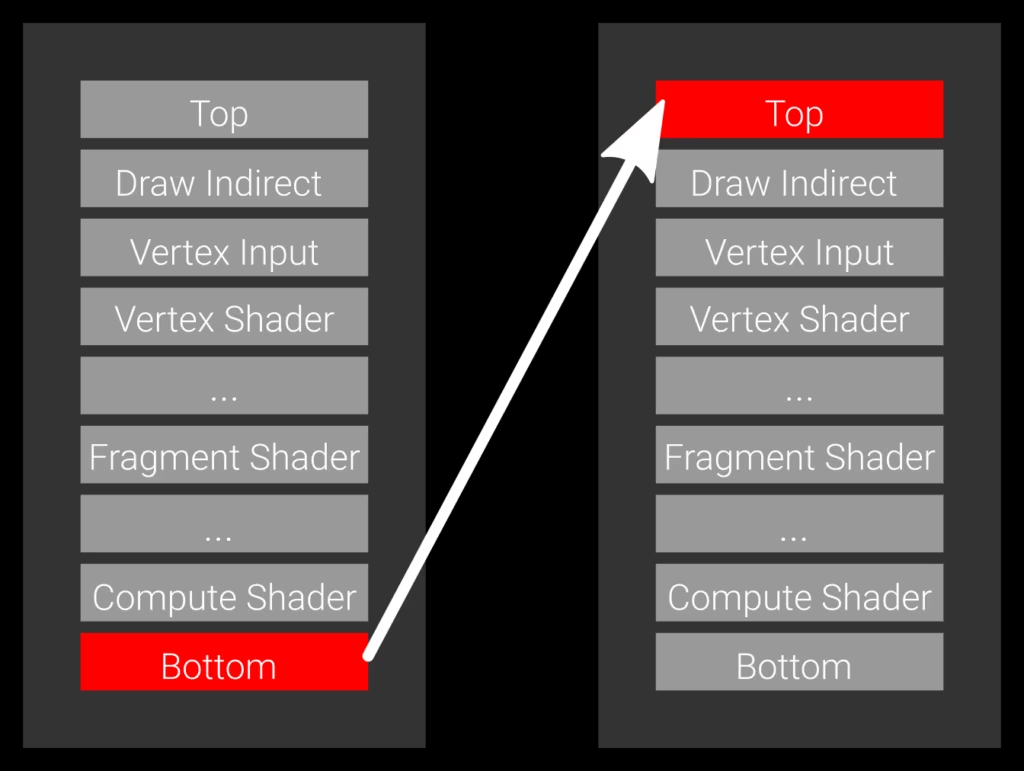 Top
Draw Indirect
Vertex Input
Vertex Shader
...
Fragment Shader
...
Compute Shader
Bottom
Top
Draw Indirect
Vertex Input
Vertex Shader
...
Fragment Shader
...
Compute Shader
Bottom